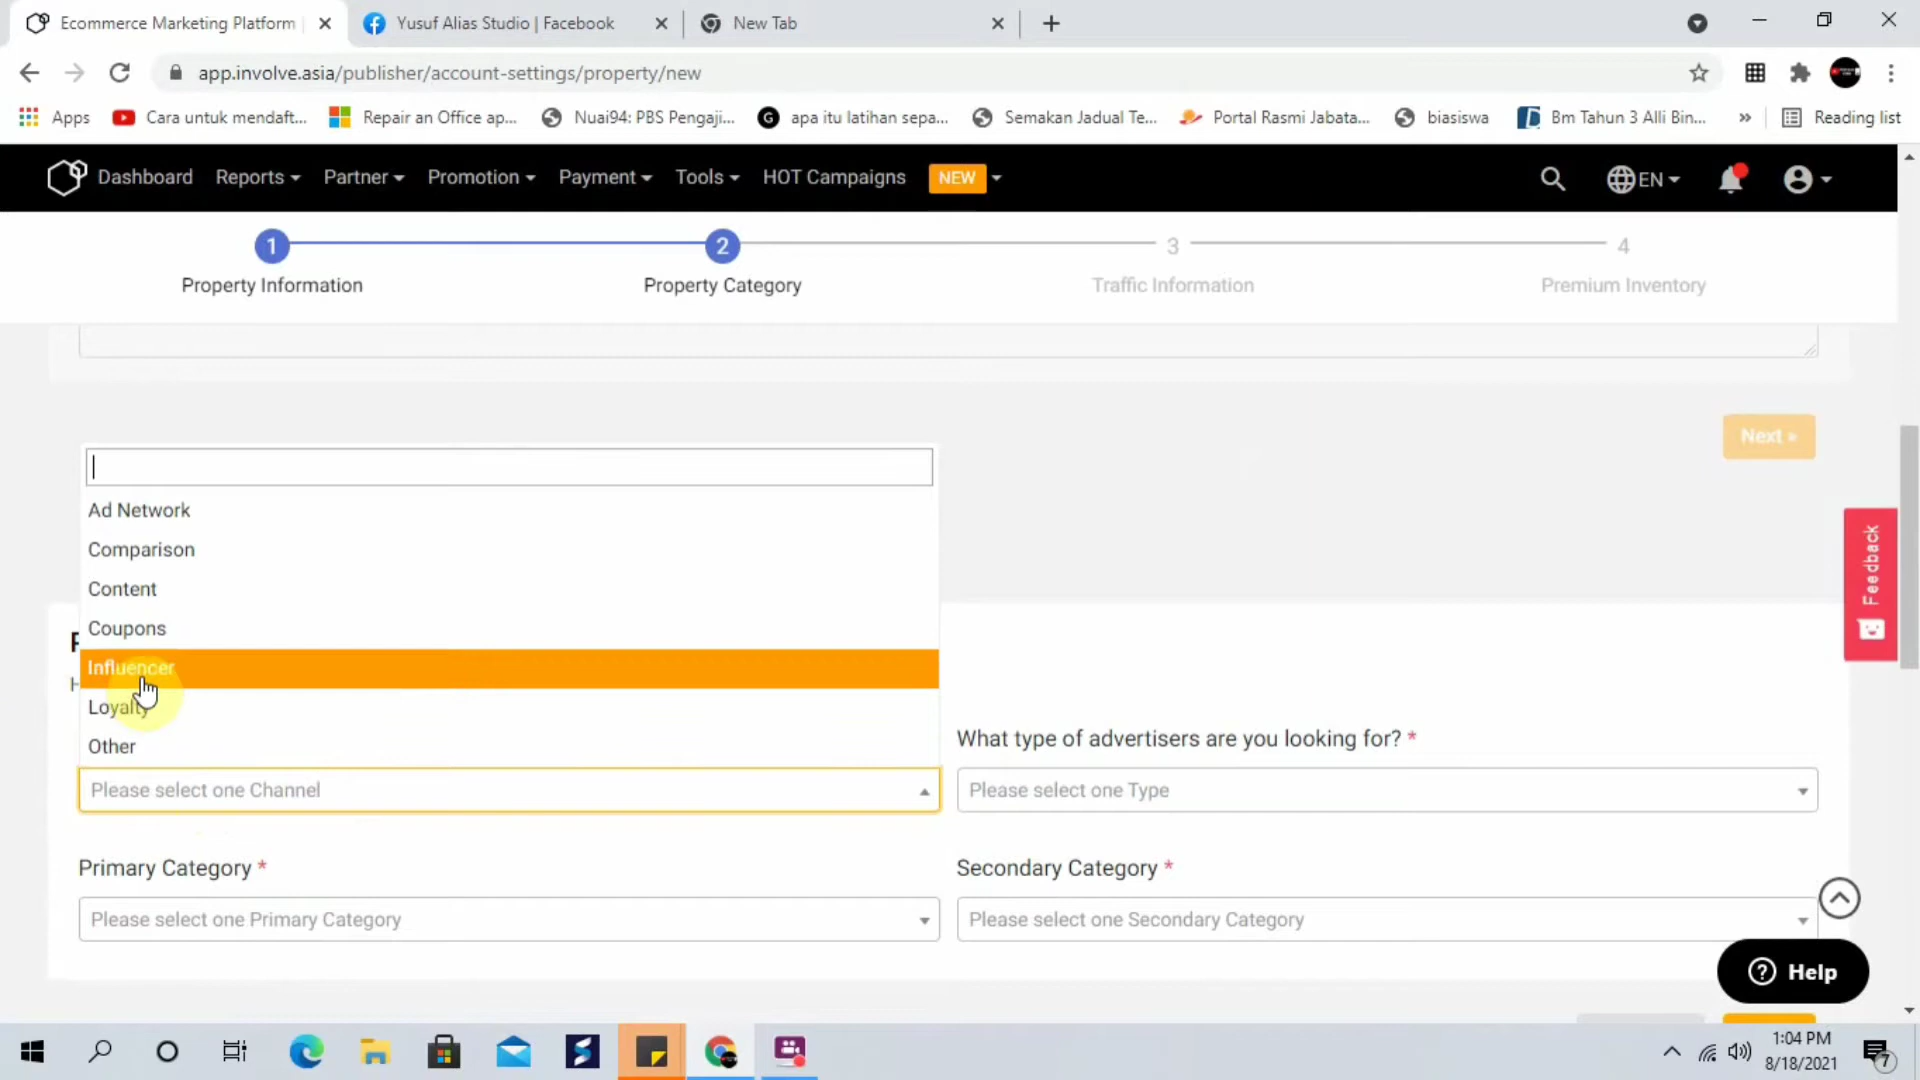 Ecommerce Marketing Platform
Yusuf Alias Studio | Facebook
New Tab
app.involve.asia/publisher/account-settings/property/new
Apps
Cara untuk mendaft...
Repair an Office ap...
Nuai94: PBS Pengaji...
apa itu latihan sepa...
Semakan Jadual Te...
Portal Rasmi Jabata...
biasiswa
Bm Tahun 3 Alli Bin...
»
Reading list
Dashboard
Reports
Partner
Promotion
Payment
Tools
HOT Campaigns
NEW
EN
1
2
3
4
Property Information
Property Category
Traffic Information
Premium Inventory
Next »
Ad Network
Comparison
Content
Coupons
Influencer
Loyalty
Other
Please select one Channel
What type of advertisers are you looking for? *
Please select one Type
Primary Category *
Please select one Primary Category
Secondary Category *
Please select one Secondary Category
Feedback
Help
1:04 PM
8/18/2021
7